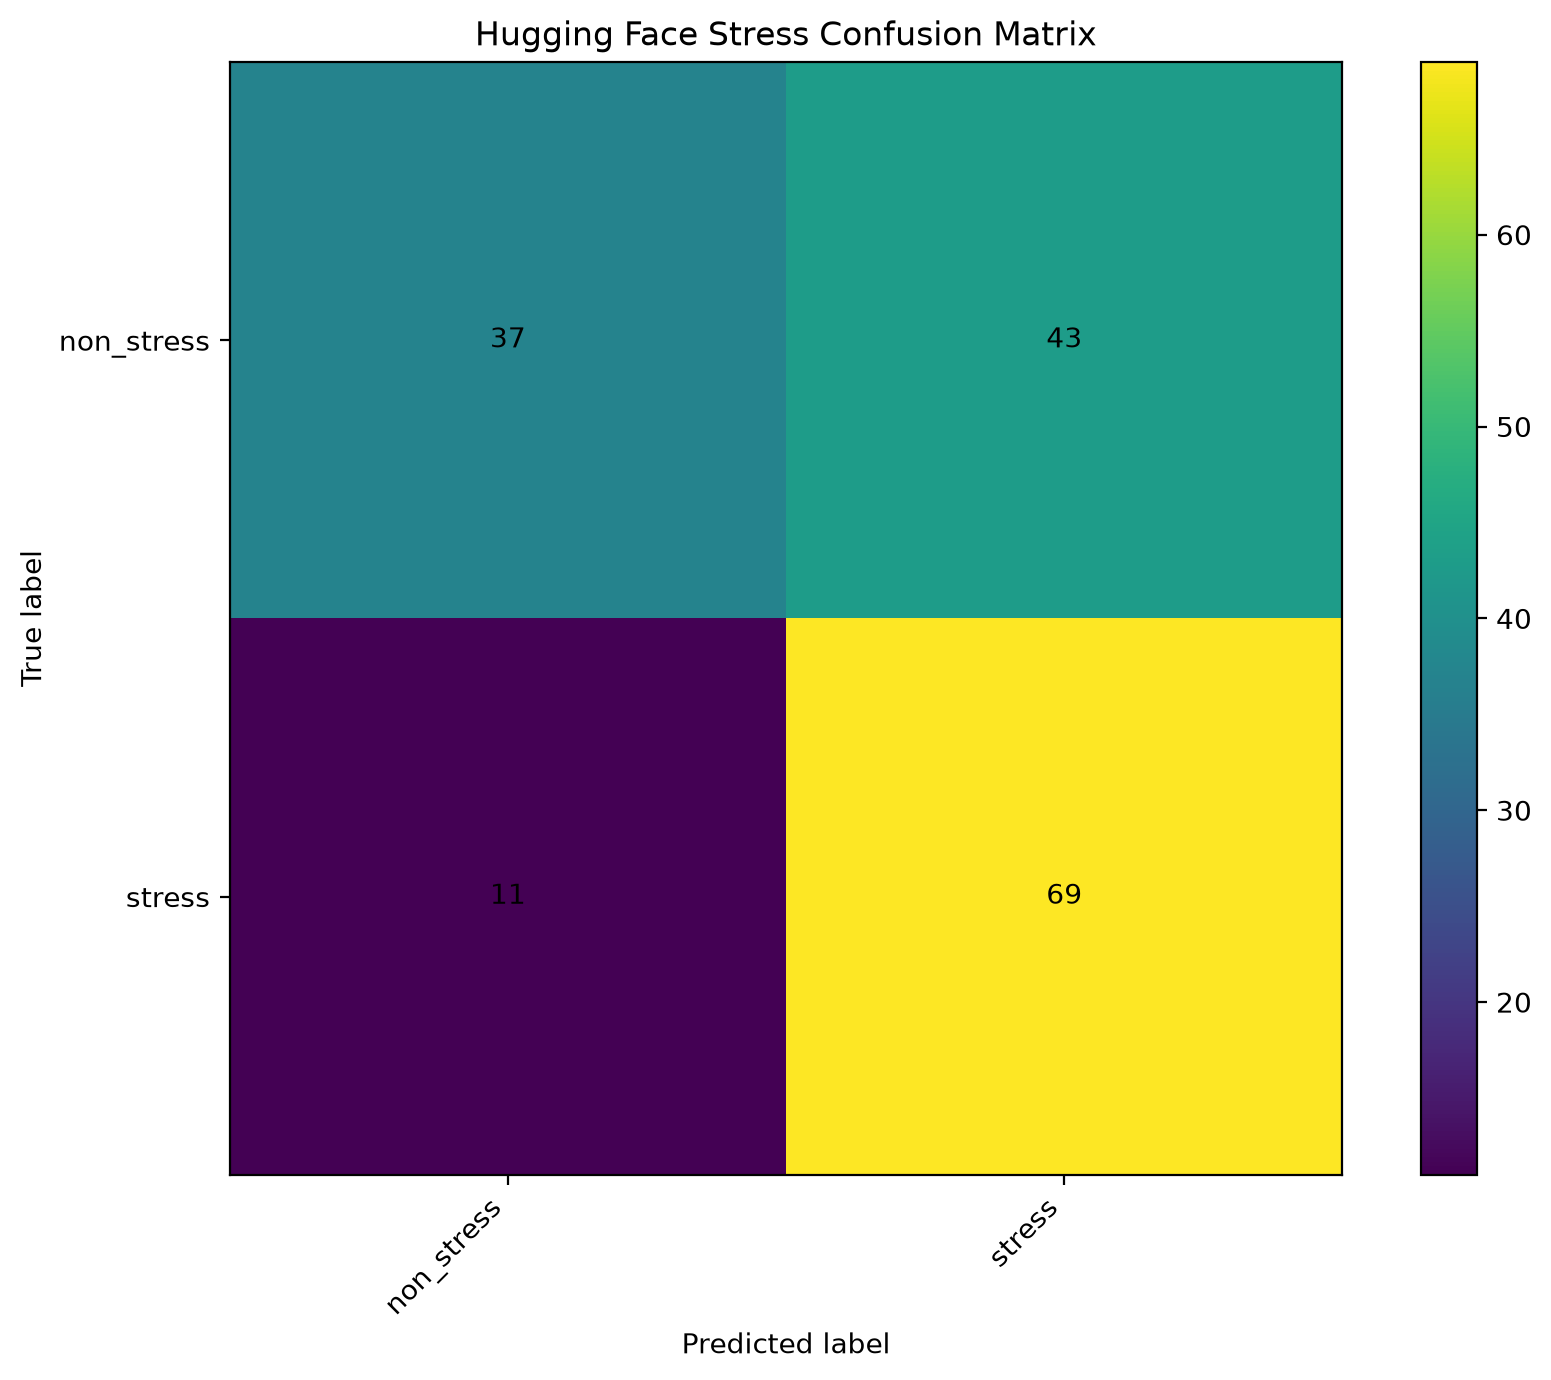 Hugging Face Stress Confusion Matrix
non_stress
37
43
stress
11
69
True label
non_stress
stress
Predicted label
60
50
40
30
20